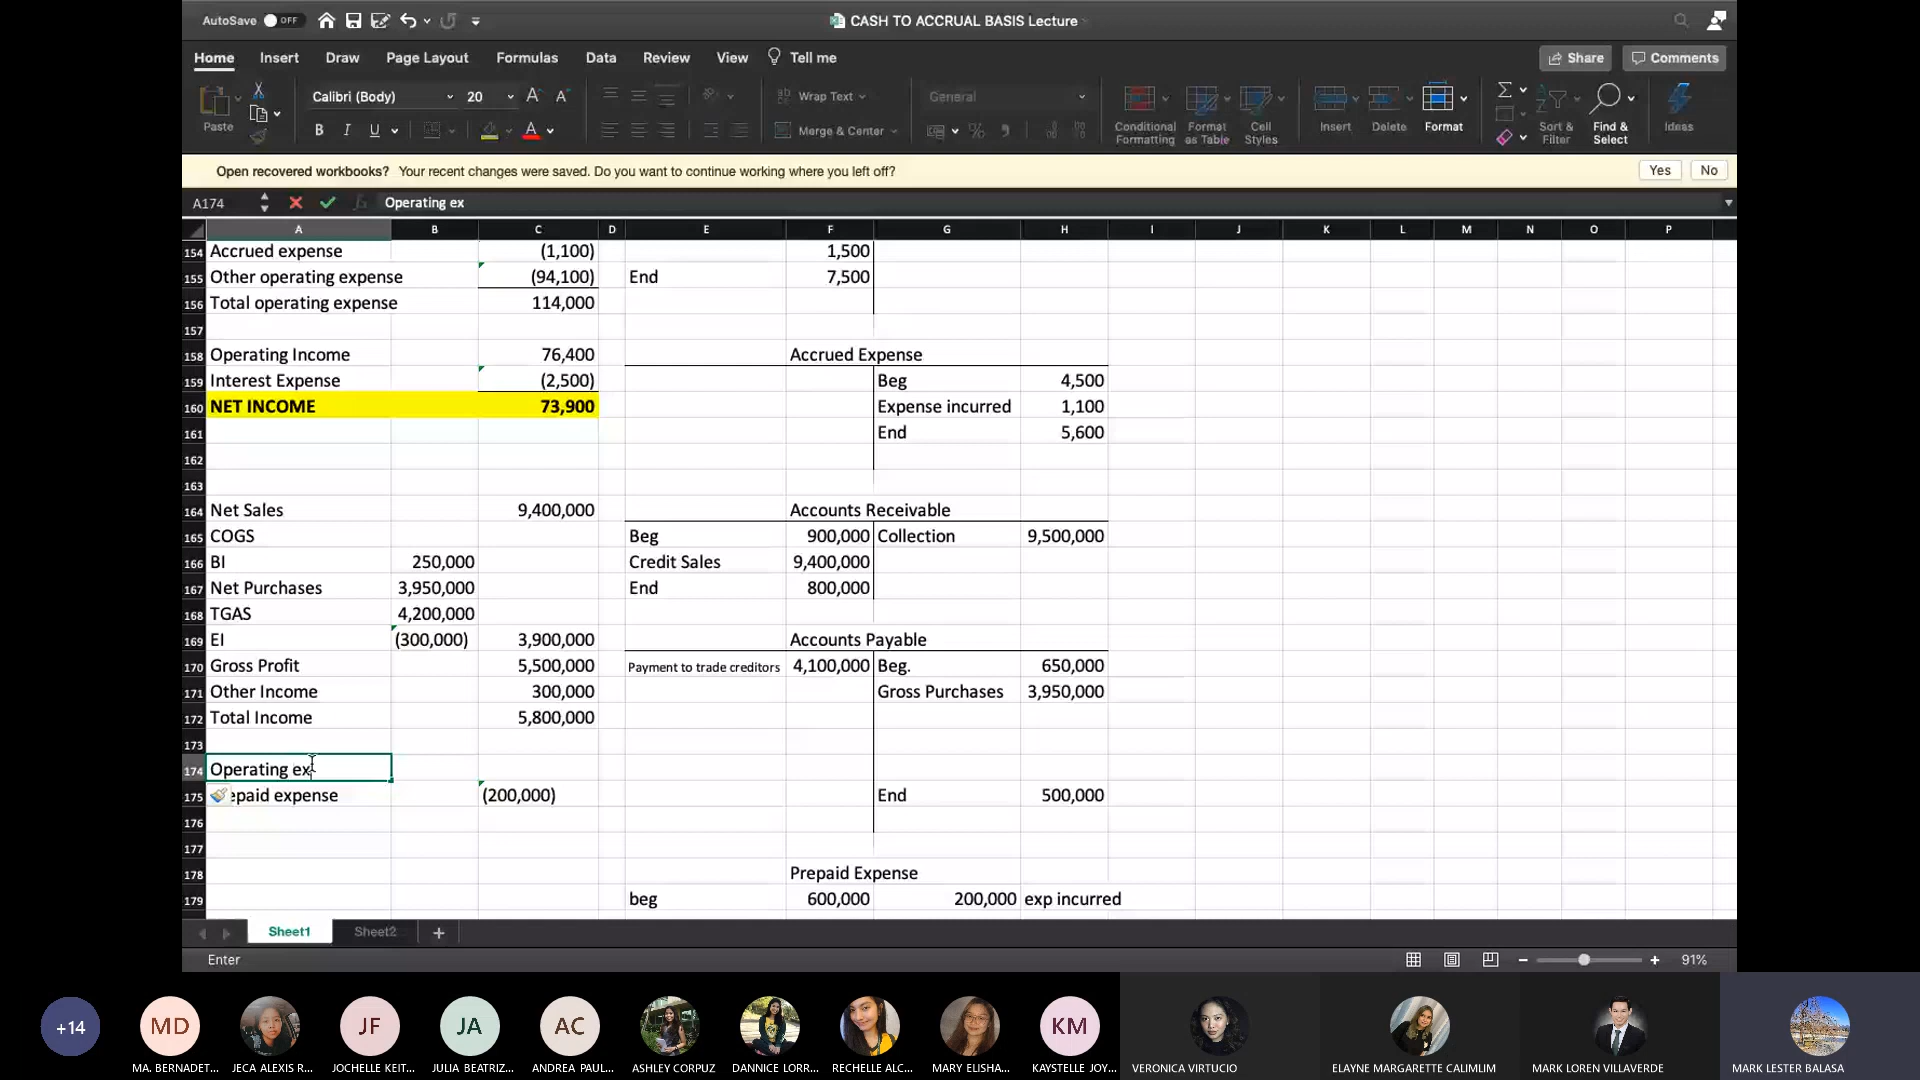 AutoSave OFF CASH TO ACCRUAL BASIS Lecture
Home Insert Draw Page Layout Formulas Data Review View Tell me Share Comments
Paste Calibri (Body) 20 A A Wrap Text General
B I U A Merge & Center % Conditional Formatting Format as Table Cell Styles Insert Delete Format Sort & Filter Find & Select Ideas
Open recovered workbooks? Your recent changes were saved. Do you want to continue working where you left off? Yes No
A174 fx Operating ex
A B C D E F G H I J K L M N O P
154 Accrued expense (1,100) 1,500
155 Other operating expense (94,100) End 7,500
156 Total operating expense 114,000
157
158 Operating Income 76,400 Accrued Expense
159 Interest Expense (2,500) Beg 4,500
160 NET INCOME 73,900 Expense incurred 1,100
161 End 5,600
162
163
164 Net Sales 9,400,000 Accounts Receivable
165 COGS Beg 900,000 Collection 9,500,000
166 BI 250,000 Credit Sales 9,400,000
167 Net Purchases 3,950,000 End 800,000
168 TGAS 4,200,000
169 EI (300,000) 3,900,000 Accounts Payable
170 Gross Profit 5,500,000 Payment to trade creditors 4,100,000 Beg. 650,000
171 Other Income 300,000 Gross Purchases 3,950,000
172 Total Income 5,800,000
173
174 Operating ex
175 epaid expense (200,000) End 500,000
176
177
178 Prepaid Expense
179 beg 600,000 200,000 exp incurred
Sheet1 Sheet2 +
Enter 91%
+14 MD JF JA AC KM
MA. BERNADET... JECA ALEXIS R... JOCHELLE KEIT... JULIA BEATRIZ... ANDREA PAUL... ASHLEY CORPUZ DANNICE LORR... RECHELLE ALC... MARY ELISHA... KAYSTELLE JOY... VERONICA VIRTUCIO ELAYNE MARGARETTE CALIMLIM MARK LOREN VILLAVERDE MARK LESTER BALASA